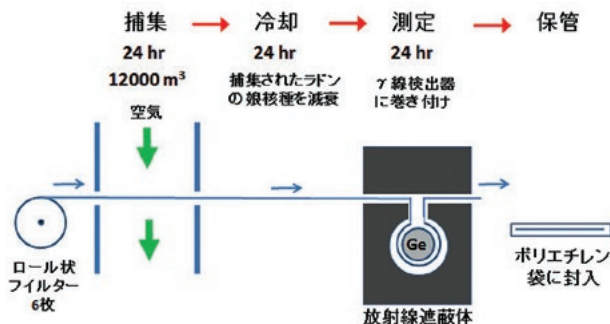 捕集 → 冷却 → 測定 → 保管
24 hr 24 hr 24 hr
12000 m³
捕集されたラドン
の娘核種を減衰
γ線検出器
に巻き付け
空気
Ge
ロール状
フィルター
6枚
放射線遮蔽体
ポリエチレン
袋に封入